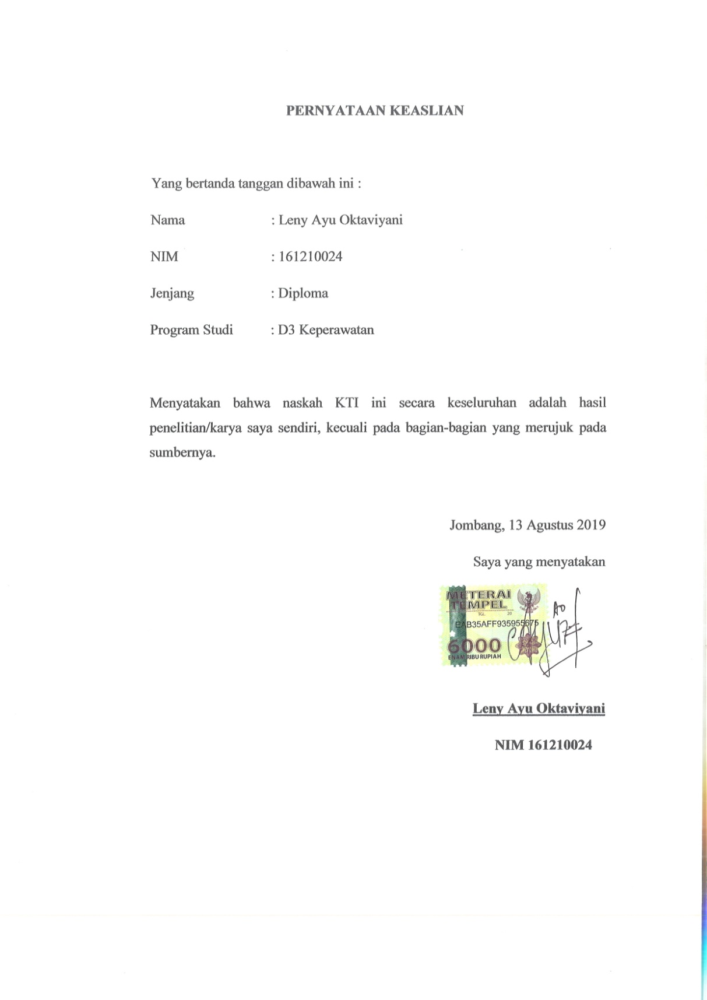 PERNYATAAN KEASLIAN
Yang bertanda tanggan dibawah ini :
Nama : Leny Ayu Oktaviyani
NIM : 161210024
Jenjang : Diploma
Program Studi : D3 Keperawatan
Menyatakan bahwa naskah KTI ini secara keseluruhan adalah hasil
penelitian/karya saya sendiri, kecuali pada bagian-bagian yang merujuk pada
sumbernya.
Jombang, 13 Agustus 2019
Saya yang menyatakan
METERAI
TEMPEL
TGL 20
EAB35AFF935955675
6000
ENAM RIBU RUPIAH
Leny Ayu Oktaviyani
NIM 161210024